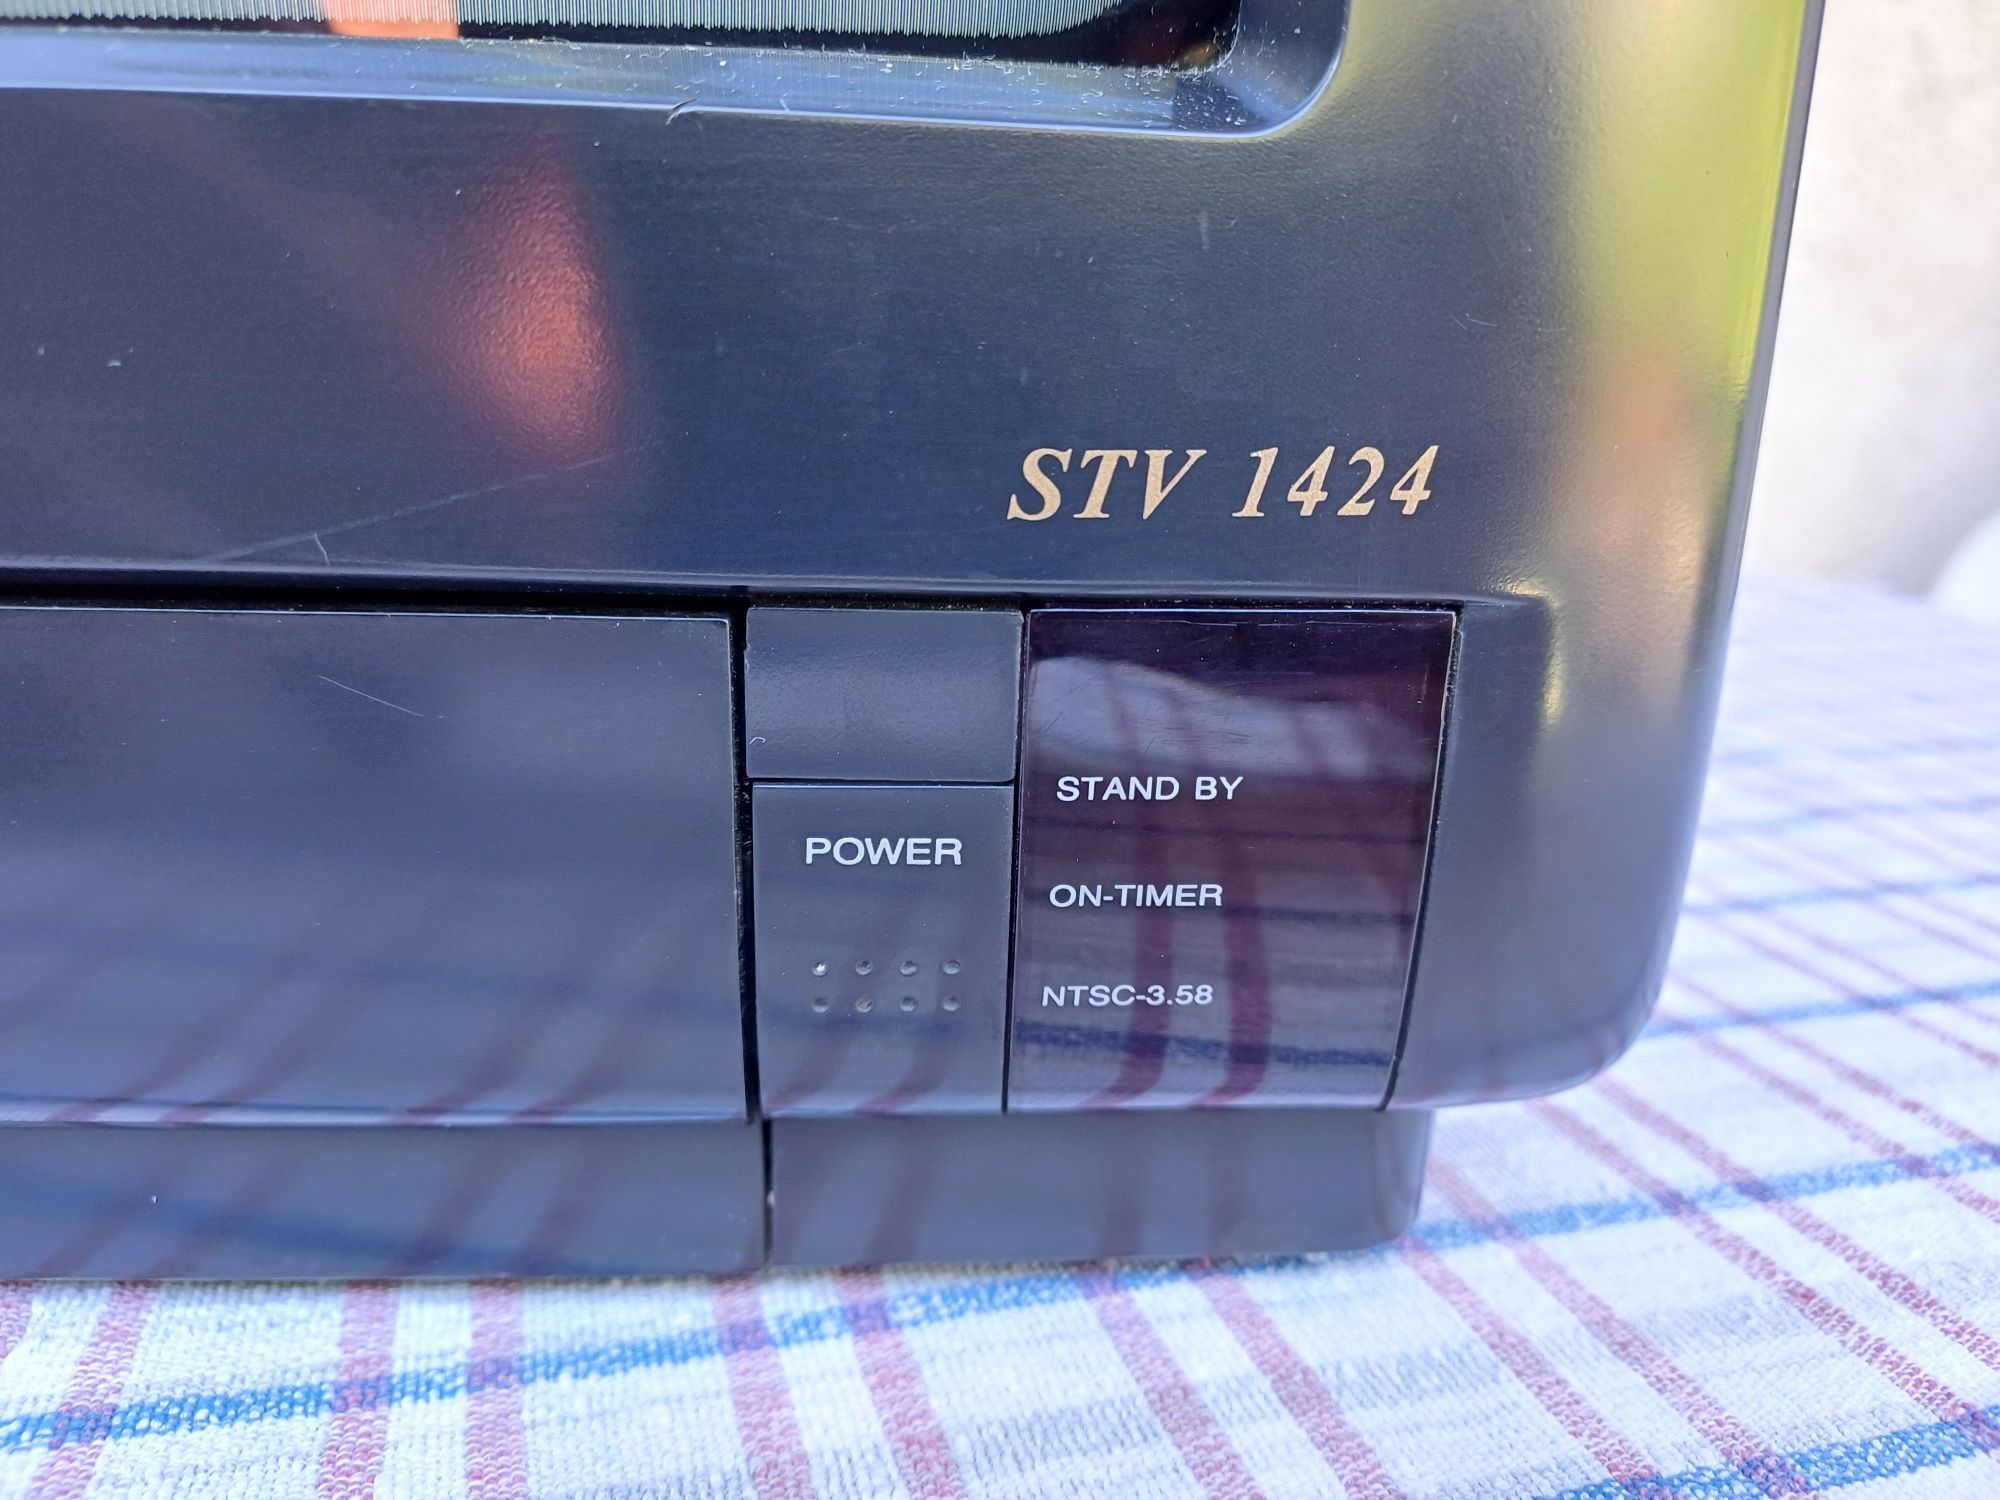 STV 1424
POWER
STAND BY
ON-TIMER
NTSC-3.58